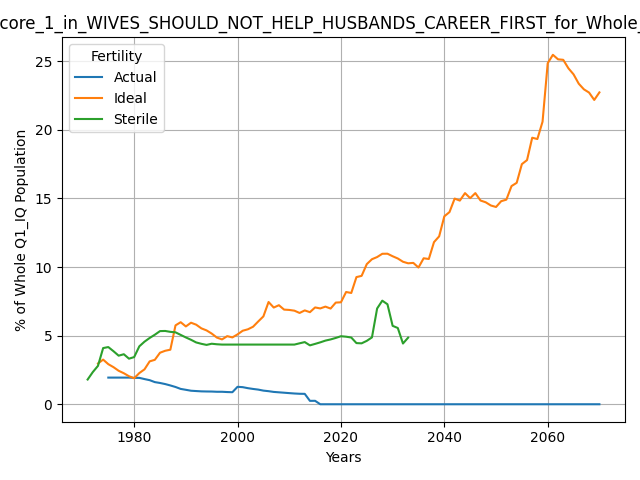 core_1_in_WIVES_SHOULD_NOT_HELP_HUSBANDS_CAREER_FIRST_for_Whole_
Fertility
Actual
Ideal
Sterile
% of Whole Q1_IQ Population
25
20
15
10
5
0
1980 2000 2020 2040 2060
Years